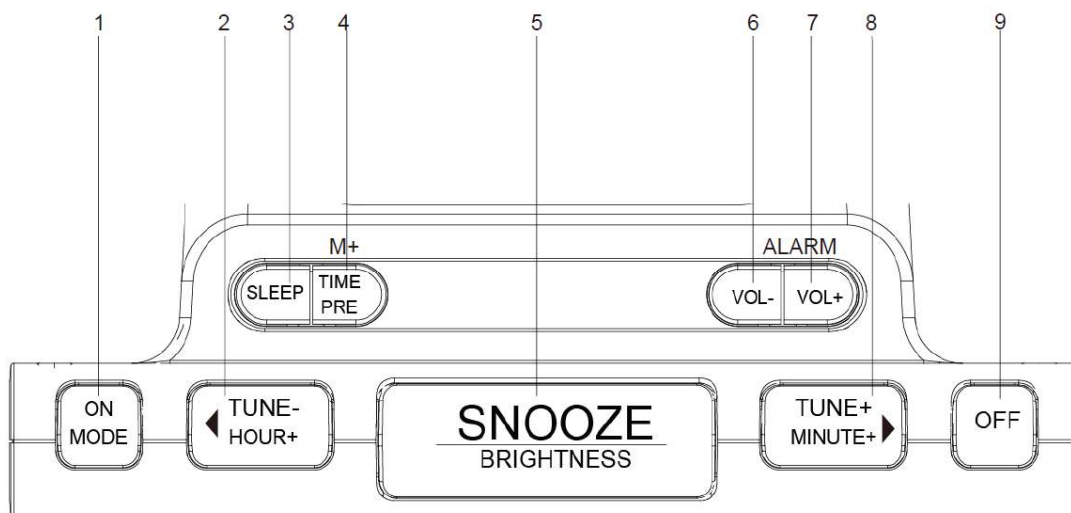 1 2 3 4 5 6 7 8 9
M+ ALARM
SLEEP
TIME
PRE
VOL-
VOL+
ON
MODE
TUNE-
HOUR+
SNOOZE
BRIGHTNESS
TUNE+
MINUTE+
OFF